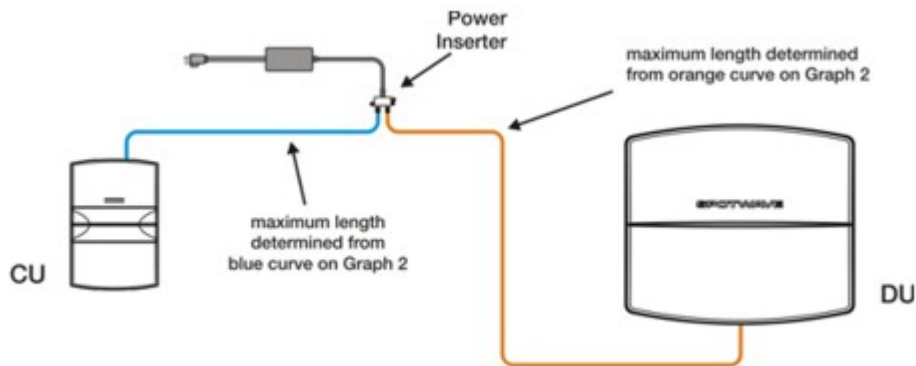 Power
Inserter
maximum length determined
from orange curve on Graph 2
SPOTWAVE
maximum length
determined from
blue curve on Graph 2
CU
DU